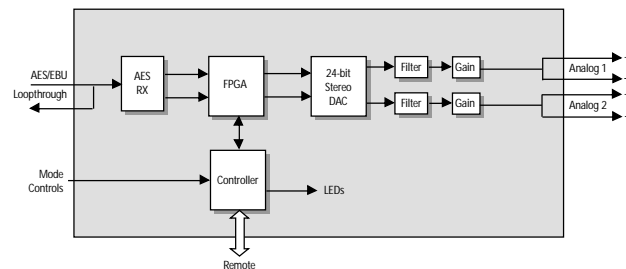 AES/EBU
Loopthrough
AES
RX
FPGA
24-bit
Stereo
DAC
Filter
Gain
Analog 1
Filter
Gain
Analog 2
Mode
Controls
Controller
LEDs
Remote